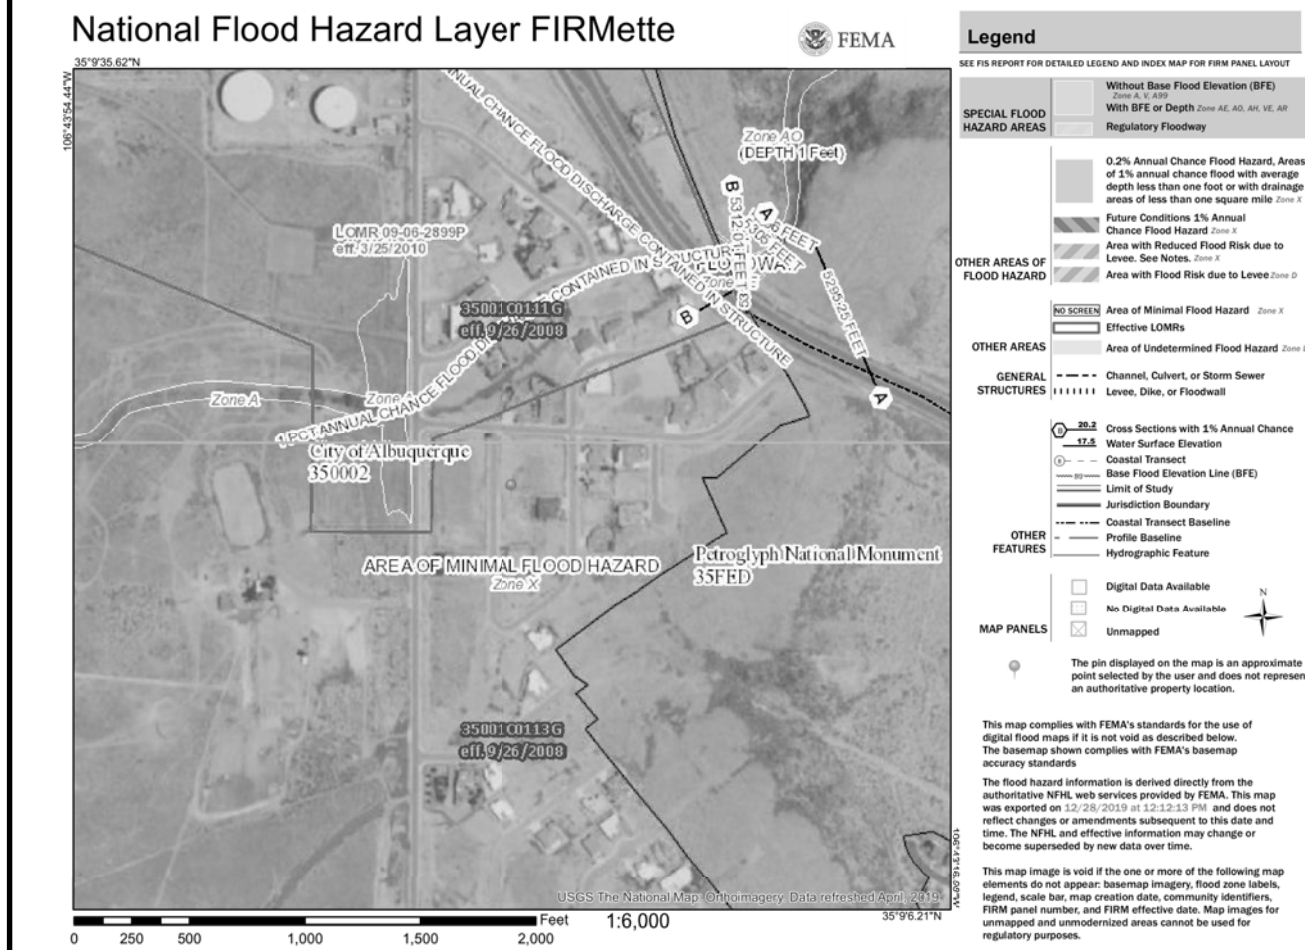 National Flood Hazard Layer FIRMette
FEMA
35°9'35.62"N
106°43'54.44"W
Zone AO
(DEPTH 1 Feet)
B
A
5305 FEET
5295.25 FEET
LOMR 09-06-2899P
eff. 3/25/2010
35001C0111G
eff. 9/26/2008
B
A
Zone A
1 PCT ANNUAL CHANCE FLOOD
CONTAINED IN
ANNUAL CHANCE FLOOD DISCHARGE CONTAINED IN STRUCTURE
City of Albuquerque
350002
AREA OF MINIMAL FLOOD HAZARD
Zone X
Petroglyph National Monument
35FED
35001C0113G
eff. 9/26/2008
USGS The National Map: Orthoimagery. Data refreshed April, 2019
35°9'6.21"N
0 250 500 1,000 1,500 2,000 Feet 1:6,000
Legend
SEE FIS REPORT FOR DETAILED LEGEND AND INDEX MAP FOR FIRM PANEL LAYOUT
SPECIAL FLOOD
HAZARD AREAS
Without Base Flood Elevation (BFE)
Zone A, V, A99
With BFE or Depth Zone AE, AO, AH, VE, AR
Regulatory Floodway
OTHER AREAS OF
FLOOD HAZARD
0.2% Annual Chance Flood Hazard, Areas
of 1% annual chance flood with average
depth less than one foot or with drainage
areas of less than one square mile Zone X
Future Conditions 1% Annual
Chance Flood Hazard Zone X
Area with Reduced Flood Risk due to
Levee. See Notes. Zone X
Area with Flood Risk due to Levee Zone D
OTHER AREAS
NO SCREEN Area of Minimal Flood Hazard Zone X
Effective LOMRs
Area of Undetermined Flood Hazard Zone
GENERAL
STRUCTURES
Channel, Culvert, or Storm Sewer
Levee, Dike, or Floodwall
OTHER
FEATURES
B 20.2 Cross Sections with 1% Annual Chance
17.5 Water Surface Elevation
Coastal Transect
Base Flood Elevation Line (BFE)
Limit of Study
Jurisdiction Boundary
Coastal Transect Baseline
Profile Baseline
Hydrographic Feature
MAP PANELS
Digital Data Available
No Digital Data Available
Unmapped
N
The pin displayed on the map is an approximate
point selected by the user and does not represen
an authoritative property location.
This map complies with FEMA's standards for the use of
digital flood maps if it is not void as described below.
The basemap shown complies with FEMA's basemap
accuracy standards
The flood hazard information is derived directly from the
authoritative NFHL web services provided by FEMA. This map
was exported on 12/28/2019 at 12:12:13 PM and does not
reflect changes or amendments subsequent to this date and
time. The NFHL and effective information may change or
become superseded by new data over time.
This map image is void if the one or more of the following map
elements do not appear: basemap imagery, flood zone labels,
legend, scale bar, map creation date, community identifiers,
FIRM panel number, and FIRM effective date. Map images for
unmapped and unmodernized areas cannot be used for
regulatory purposes.